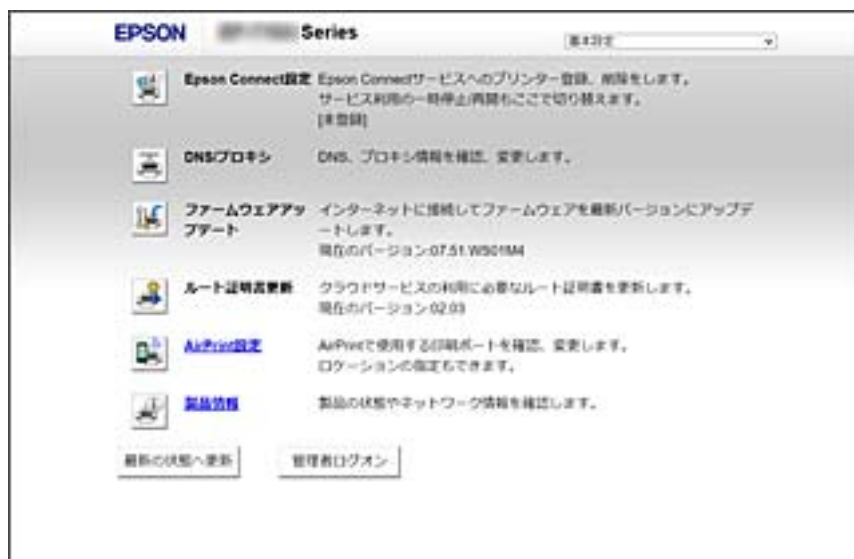 EPSON Series 基本設定
Epson Connect設定 Epson Connectサービスへのプリンター登録、削除をします。
サービス利用の一時停止/再開もここで切り替えます。
[未登録]
DNS/プロキシ DNS、プロキシ情報を確認、変更します。
ファームウェアアッ
プデート
インターネットに接続してファームウェアを最新バージョンにアップデ
ートします。
現在のバージョン:07.51.WS01M4
ルート証明書更新 クラウドサービスの利用に必要なルート証明書を更新します。
現在のバージョン:02.03
AirPrint設定 AirPrintで使用する印刷ポートを確認、変更します。
ロケーションの指定もできます。
製品情報 製品の状態やネットワーク情報を確認します。
最新の状態へ更新 管理者ログオン